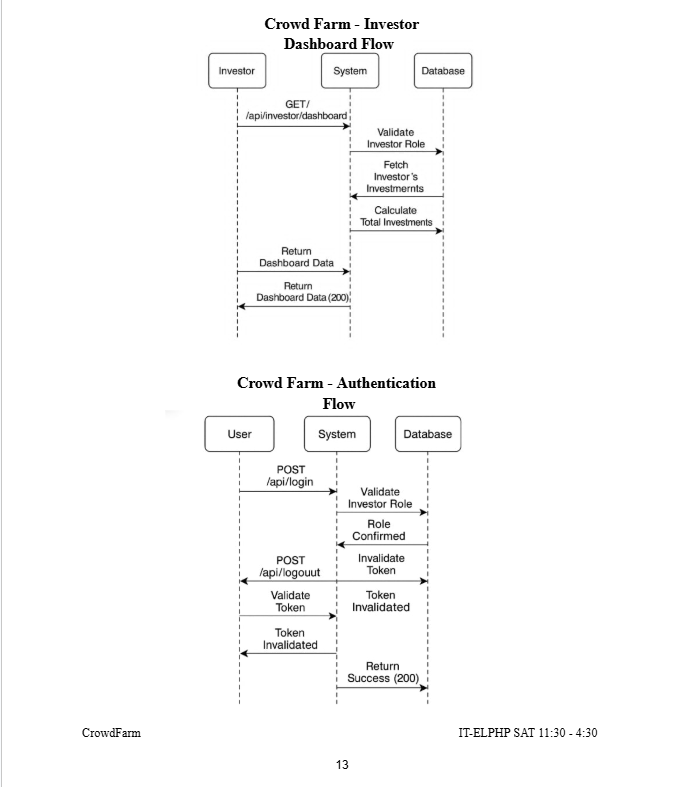 Crowd Farm - Investor
Dashboard Flow
Investor
System
Database
GET/
/api/investor/dashboard
Validate
Investor Role
Fetch
Investor's
Investmernts
Calculate
Total Investments
Return
Dashboard Data
Return
Dashboard Data (200)
Crowd Farm - Authentication
Flow
User
System
Database
POST
/api/login
Validate
Investor Role
Role
Confirmed
POST
/api/logouut
Invalidate
Token
Validate
Token
Token
Invalidated
Token
Invalidated
Return
Success (200)
CrowdFarm
IT-ELPHP SAT 11:30 - 4:30
13